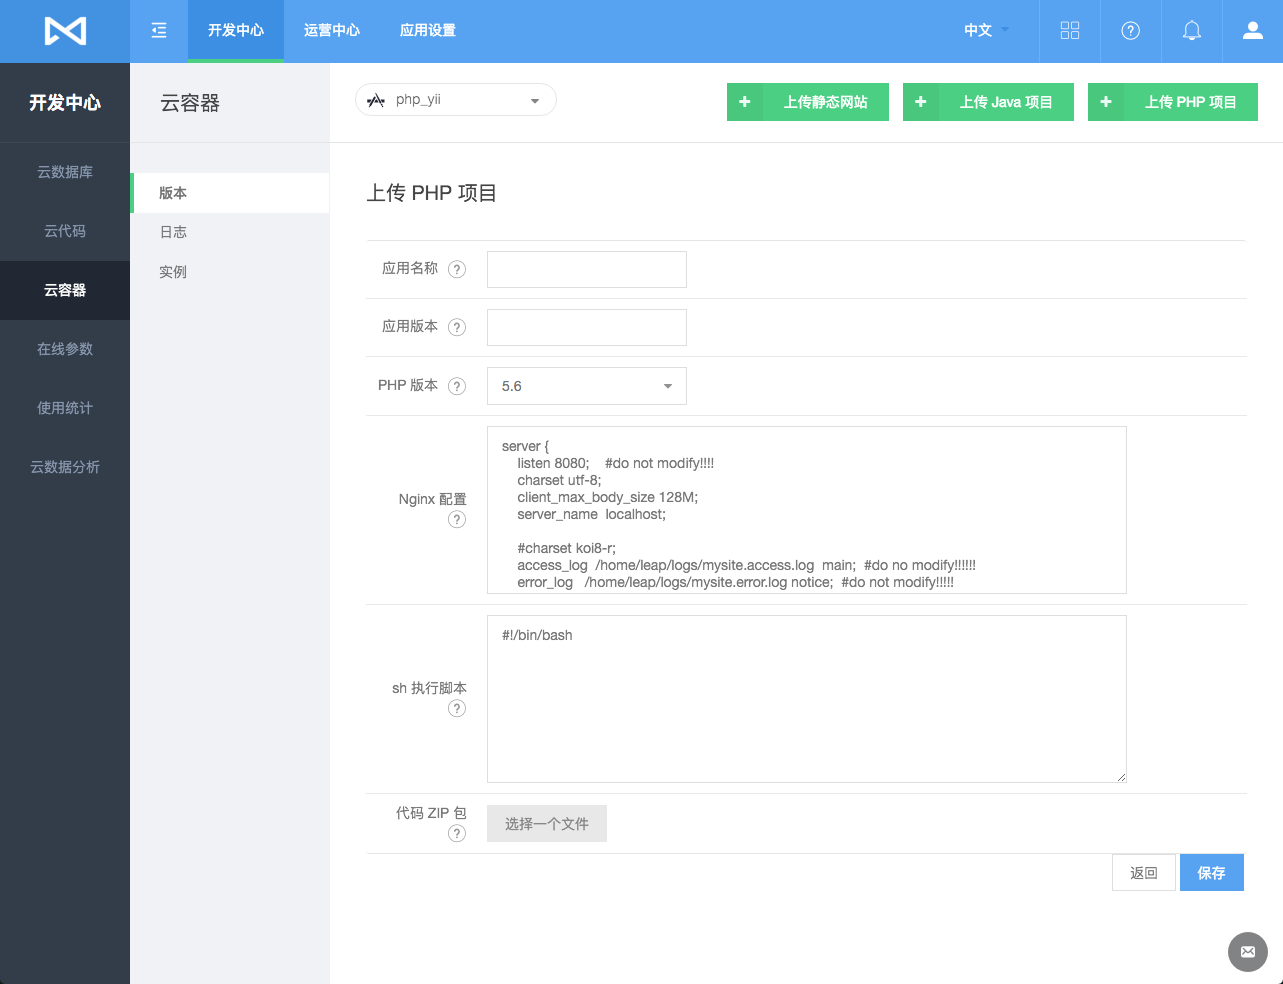 开发中心
运营中心
应用设置
中文
开发中心
云数据库
云代码
云容器
在线参数
使用统计
云数据分析
云容器
版本
日志
实例
php_yii
+ 上传静态网站
+ 上传 Java 项目
+ 上传 PHP 项目
上传 PHP 项目
应用名称 ?
应用版本 ?
PHP 版本 ?
5.6
Nginx 配置
?
server {
listen 8080;    #do not modify!!!!
charset utf-8;
client_max_body_size 128M;
server_name  localhost;
#charset koi8-r;
access_log  /home/leap/logs/mysite.access.log  main;  #do no modify!!!!!!
error_log   /home/leap/logs/mysite.error.log notice;  #do not modify!!!!!
sh 执行脚本
?
#!/bin/bash
代码 ZIP 包
?
选择一个文件
返回
保存